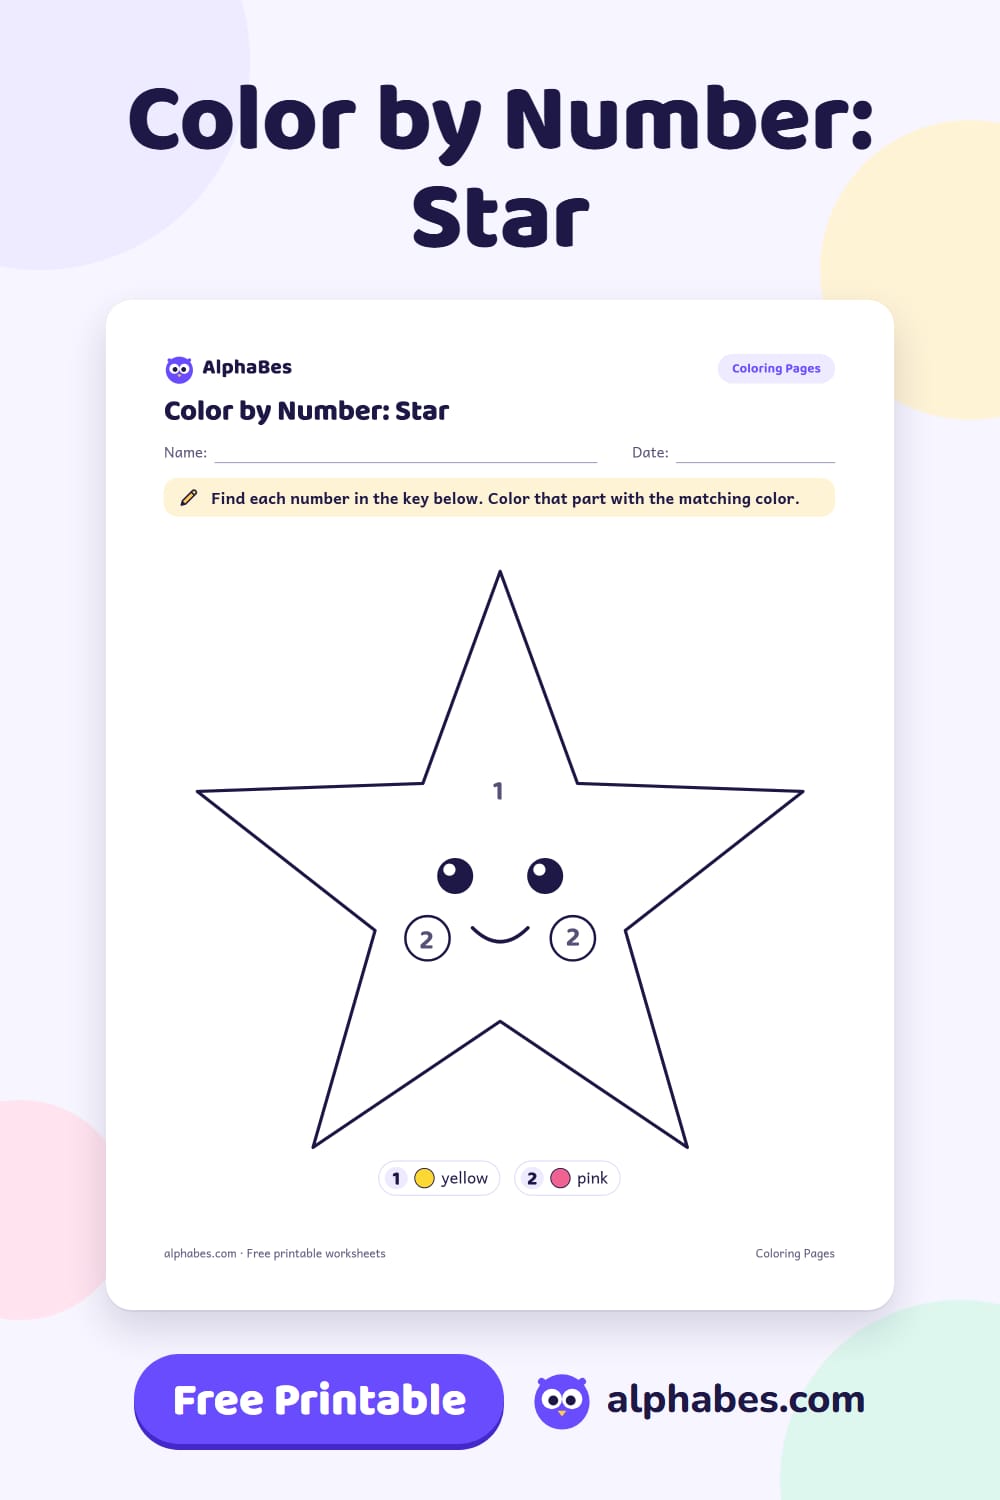 Color by Number:
Star
AlphaBes
Coloring Pages
Color by Number: Star
Name:
Date:
Find each number in the key below. Color that part with the matching color.
1
2
2
1 yellow
2 pink
alphabes.com · Free printable worksheets
Coloring Pages
Free Printable
alphabes.com